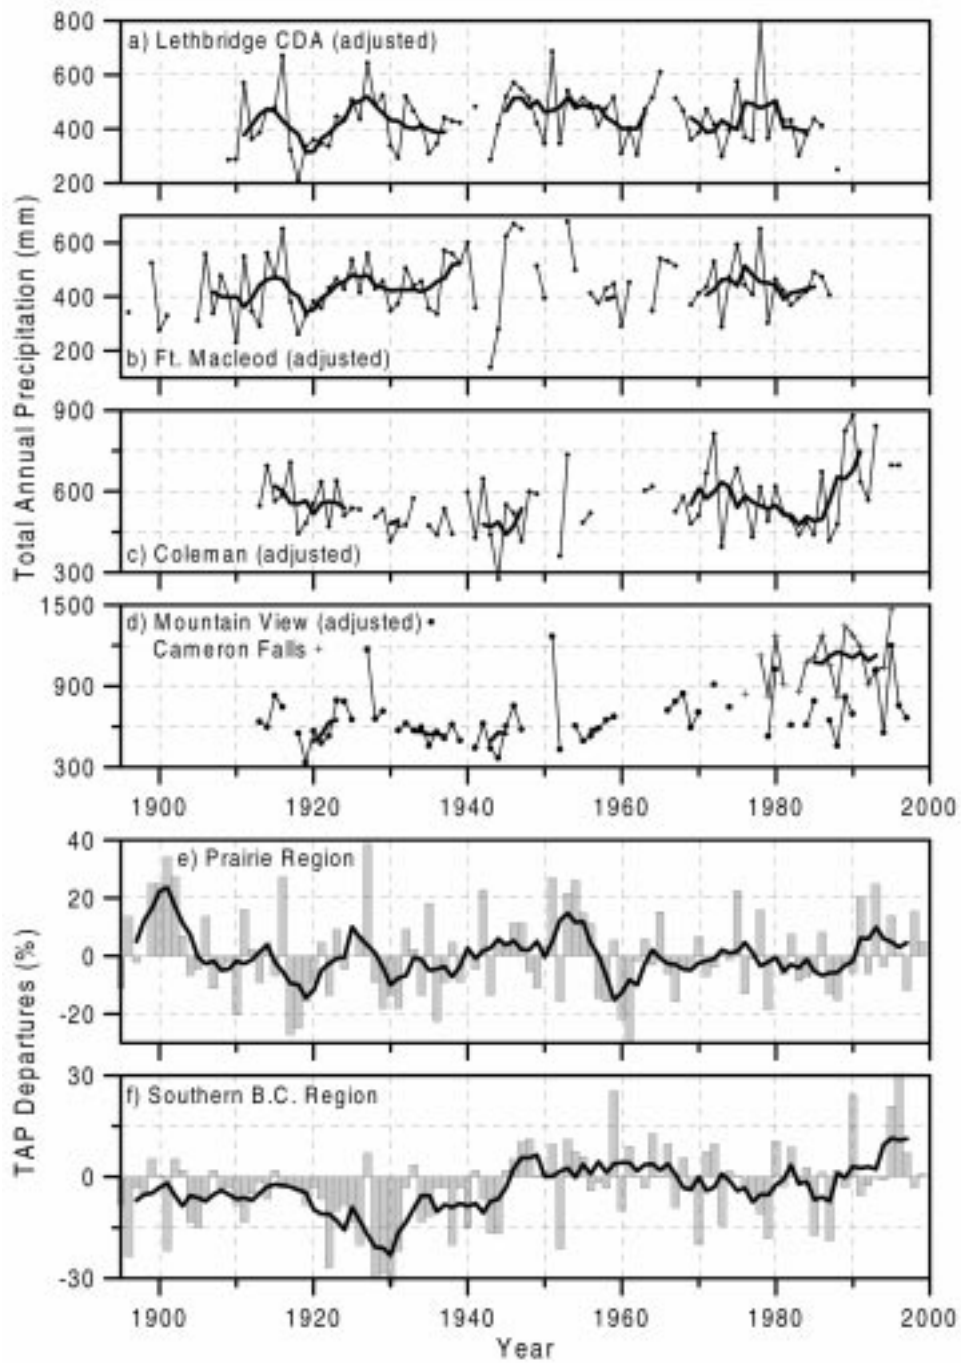 Total Annual Precipitation (mm)
800
600
400
200
a) Lethbridge CDA (adjusted)
600
400
200
b) Ft. Macleod (adjusted)
900
600
300
c) Coleman (adjusted)
1500
900
300
d) Mountain View (adjusted) •
Cameron Falls +
1900 1920 1940 1960 1980 2000
TAP Departures (%)
40
20
0
-20
e) Prairie Region
30
0
-30
f) Southern B.C. Region
1900 1920 1940 1960 1980 2000
Year